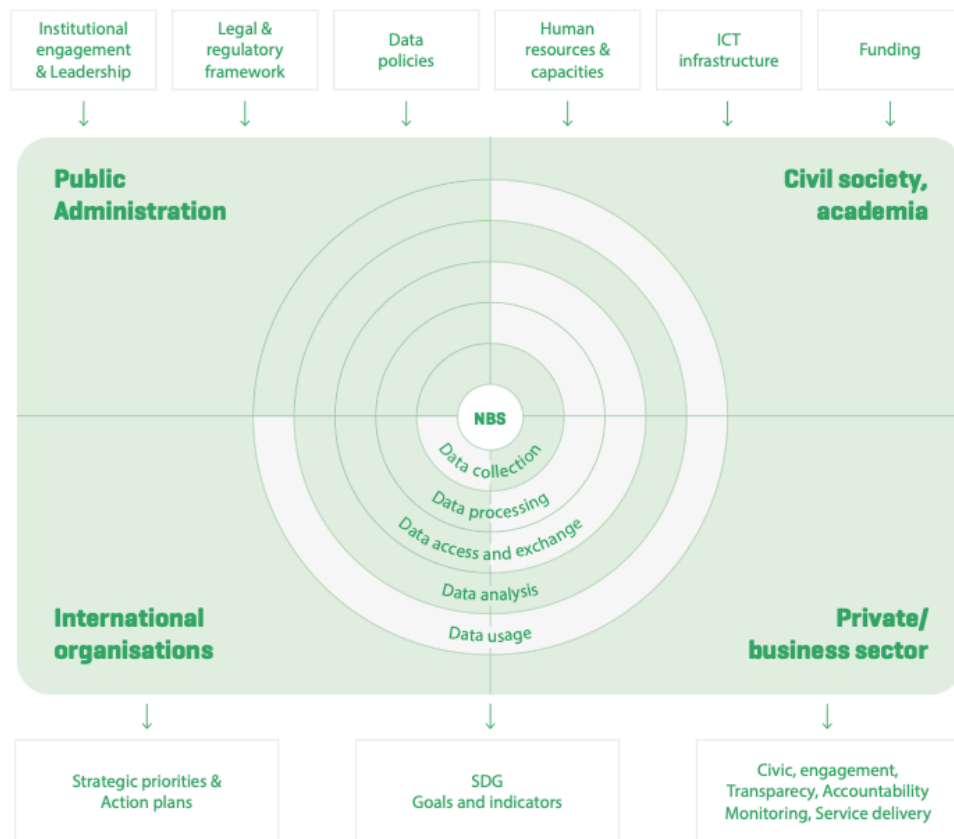 Institutional
engagement
& Leadership
Legal &
regulatory
framework
Data
policies
Human
resources &
capacities
ICT
infrastructure
Funding
Public
Administration
Civil society,
academia
NBS
Data collection
Data processing
Data access and exchange
Data analysis
Data usage
International
organisations
Private/
business sector
Strategic priorities &
Action plans
SDG
Goals and indicators
Civic, engagement,
Transparecy, Accountability
Monitoring, Service delivery